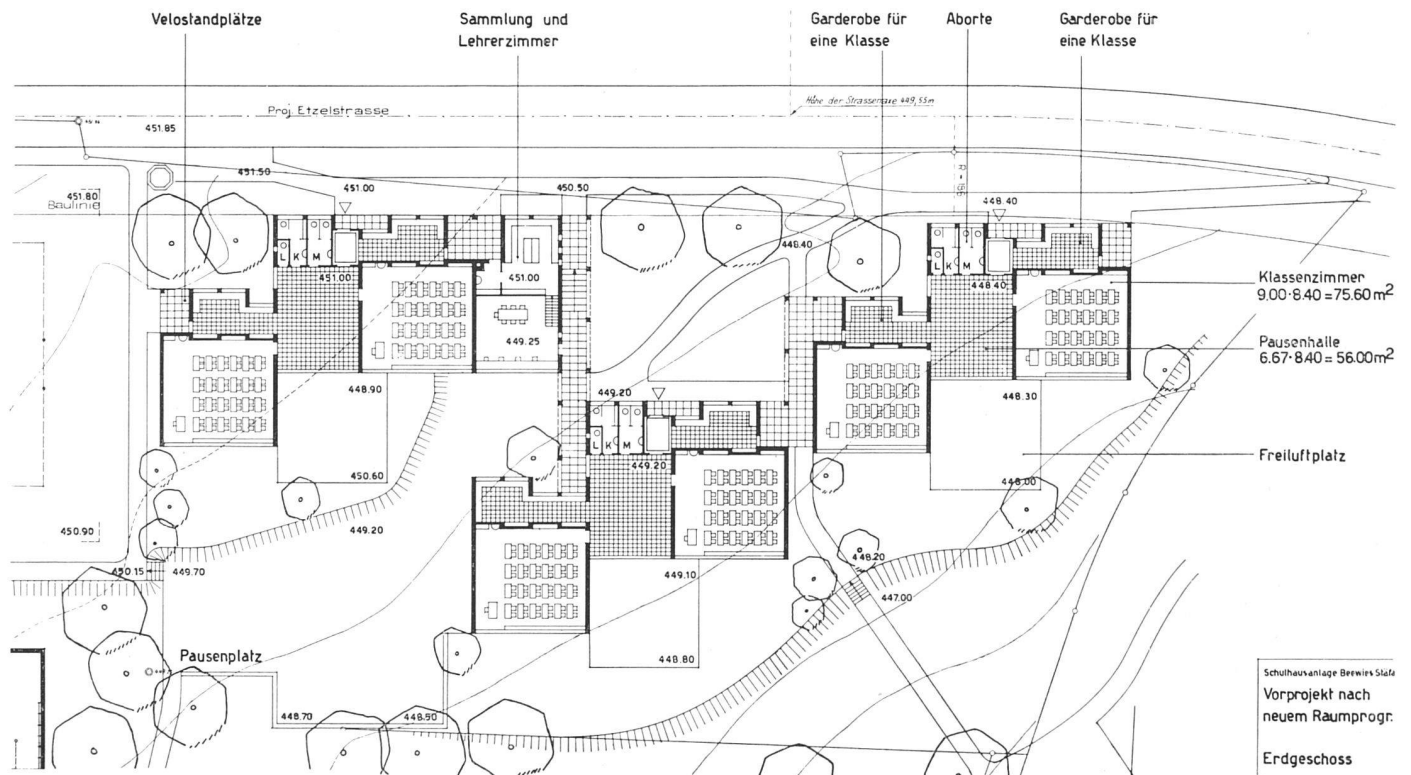 Velostandplätze
Sammlung und
Lehrerzimmer
Garderobe für
eine Klasse
Aborte
Garderobe für
eine Klasse
Proj. Etzelstrasse
Höhe der Strassenaxe 449,55m
451.85
451.50
451.80
Baulinie
451.00
450.50
448.40
448.40
L K M
451.00
451.00
449.25
L K M
448.40
Klassenzimmer
9.00·8.40 = 75.60 m²
Pausenhalle
6.67·8.40 = 56.00 m²
448.90
449.20
448.30
L K M
449.20
Freiluftplatz
450.60
448.00
450.90
449.20
450.15
449.70
449.10
448.20
447.00
Pausenplatz
448.80
448.70
448.50
Schulhausanlage Beewies Stäfa
Vorprojekt nach
neuem Raumprogr.
Erdgeschoss